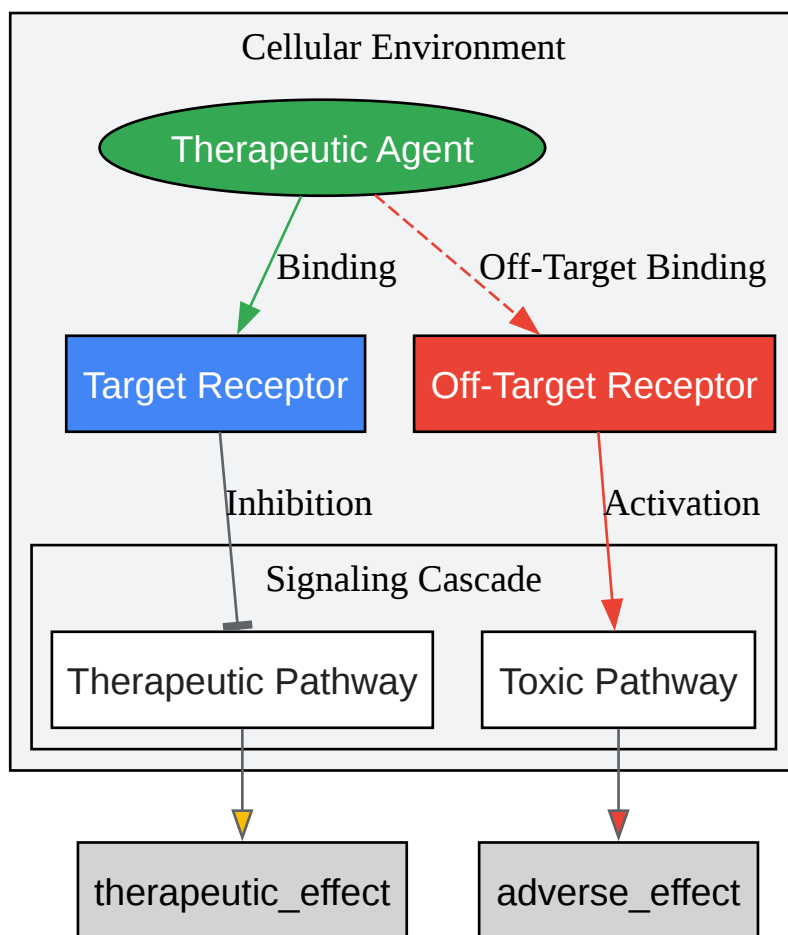 Cellular Environment
Therapeutic Agent
Binding
Off-Target Binding
Target Receptor
Off-Target Receptor
Inhibition
Activation
Signaling Cascade
Therapeutic Pathway
Toxic Pathway
therapeutic_effect
adverse_effect